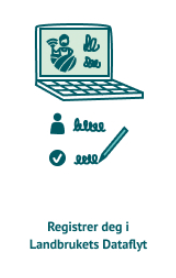 Registrer deg i
Landbrukets Dataflyt